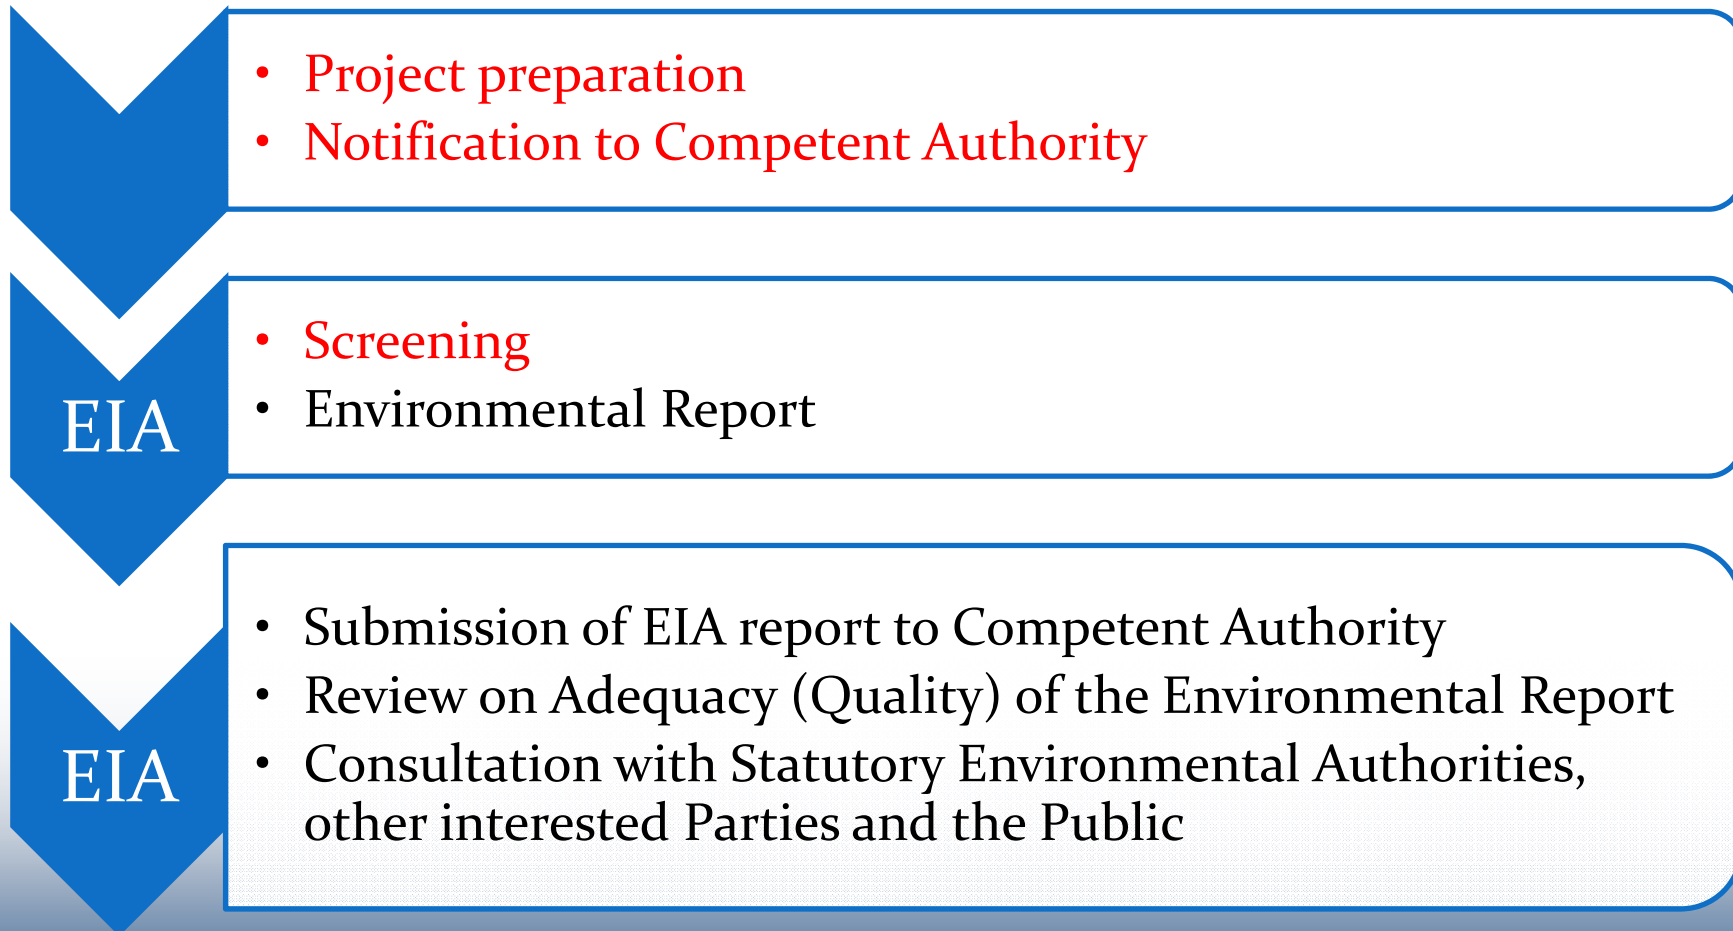 • Project preparation
• Notification to Competent Authority
EIA
• Screening
• Environmental Report
EIA
• Submission of EIA report to Competent Authority
• Review on Adequacy (Quality) of the Environmental Report
• Consultation with Statutory Environmental Authorities,
other interested Parties and the Public